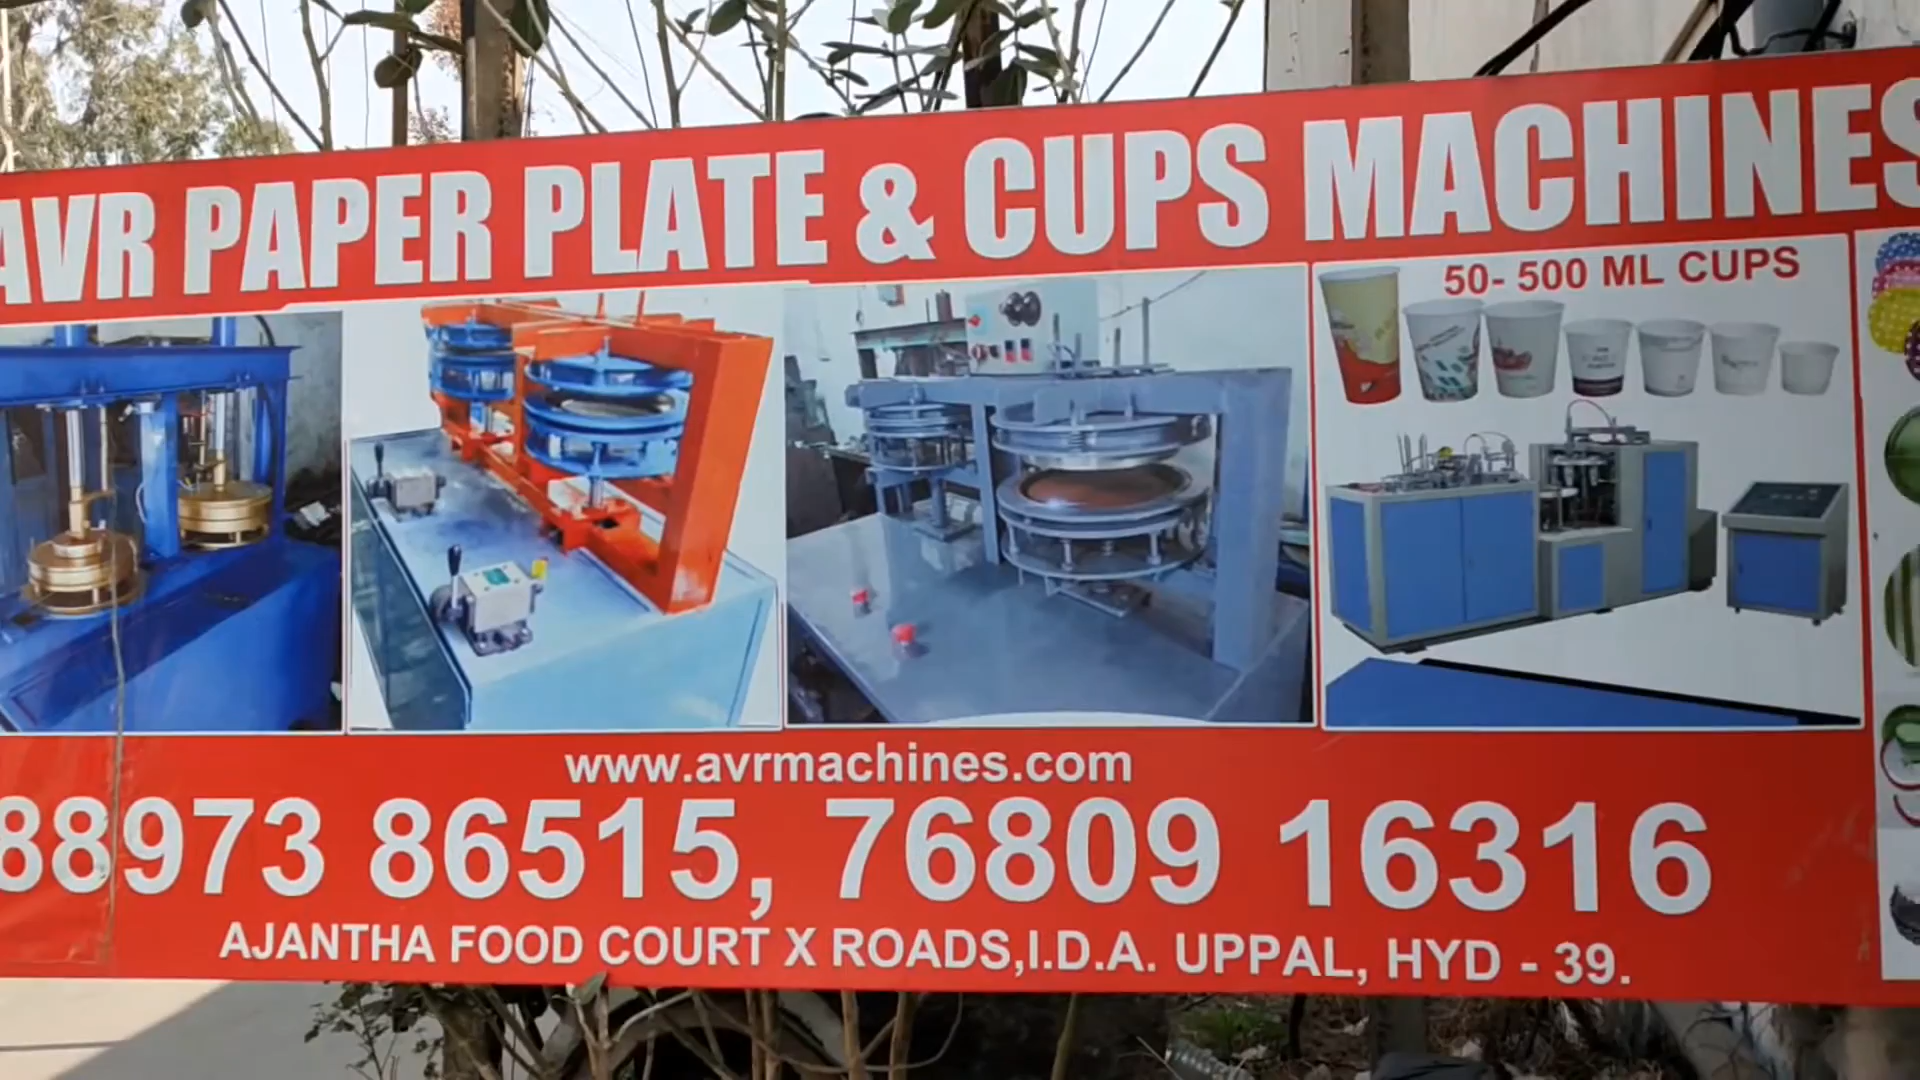 AVR PAPER PLATE & CUPS MACHINES
50- 500 ML CUPS
www.avrmachines.com
88973 86515, 76809 16316
AJANTHA FOOD COURT X ROADS,I.D.A. UPPAL, HYD - 39.